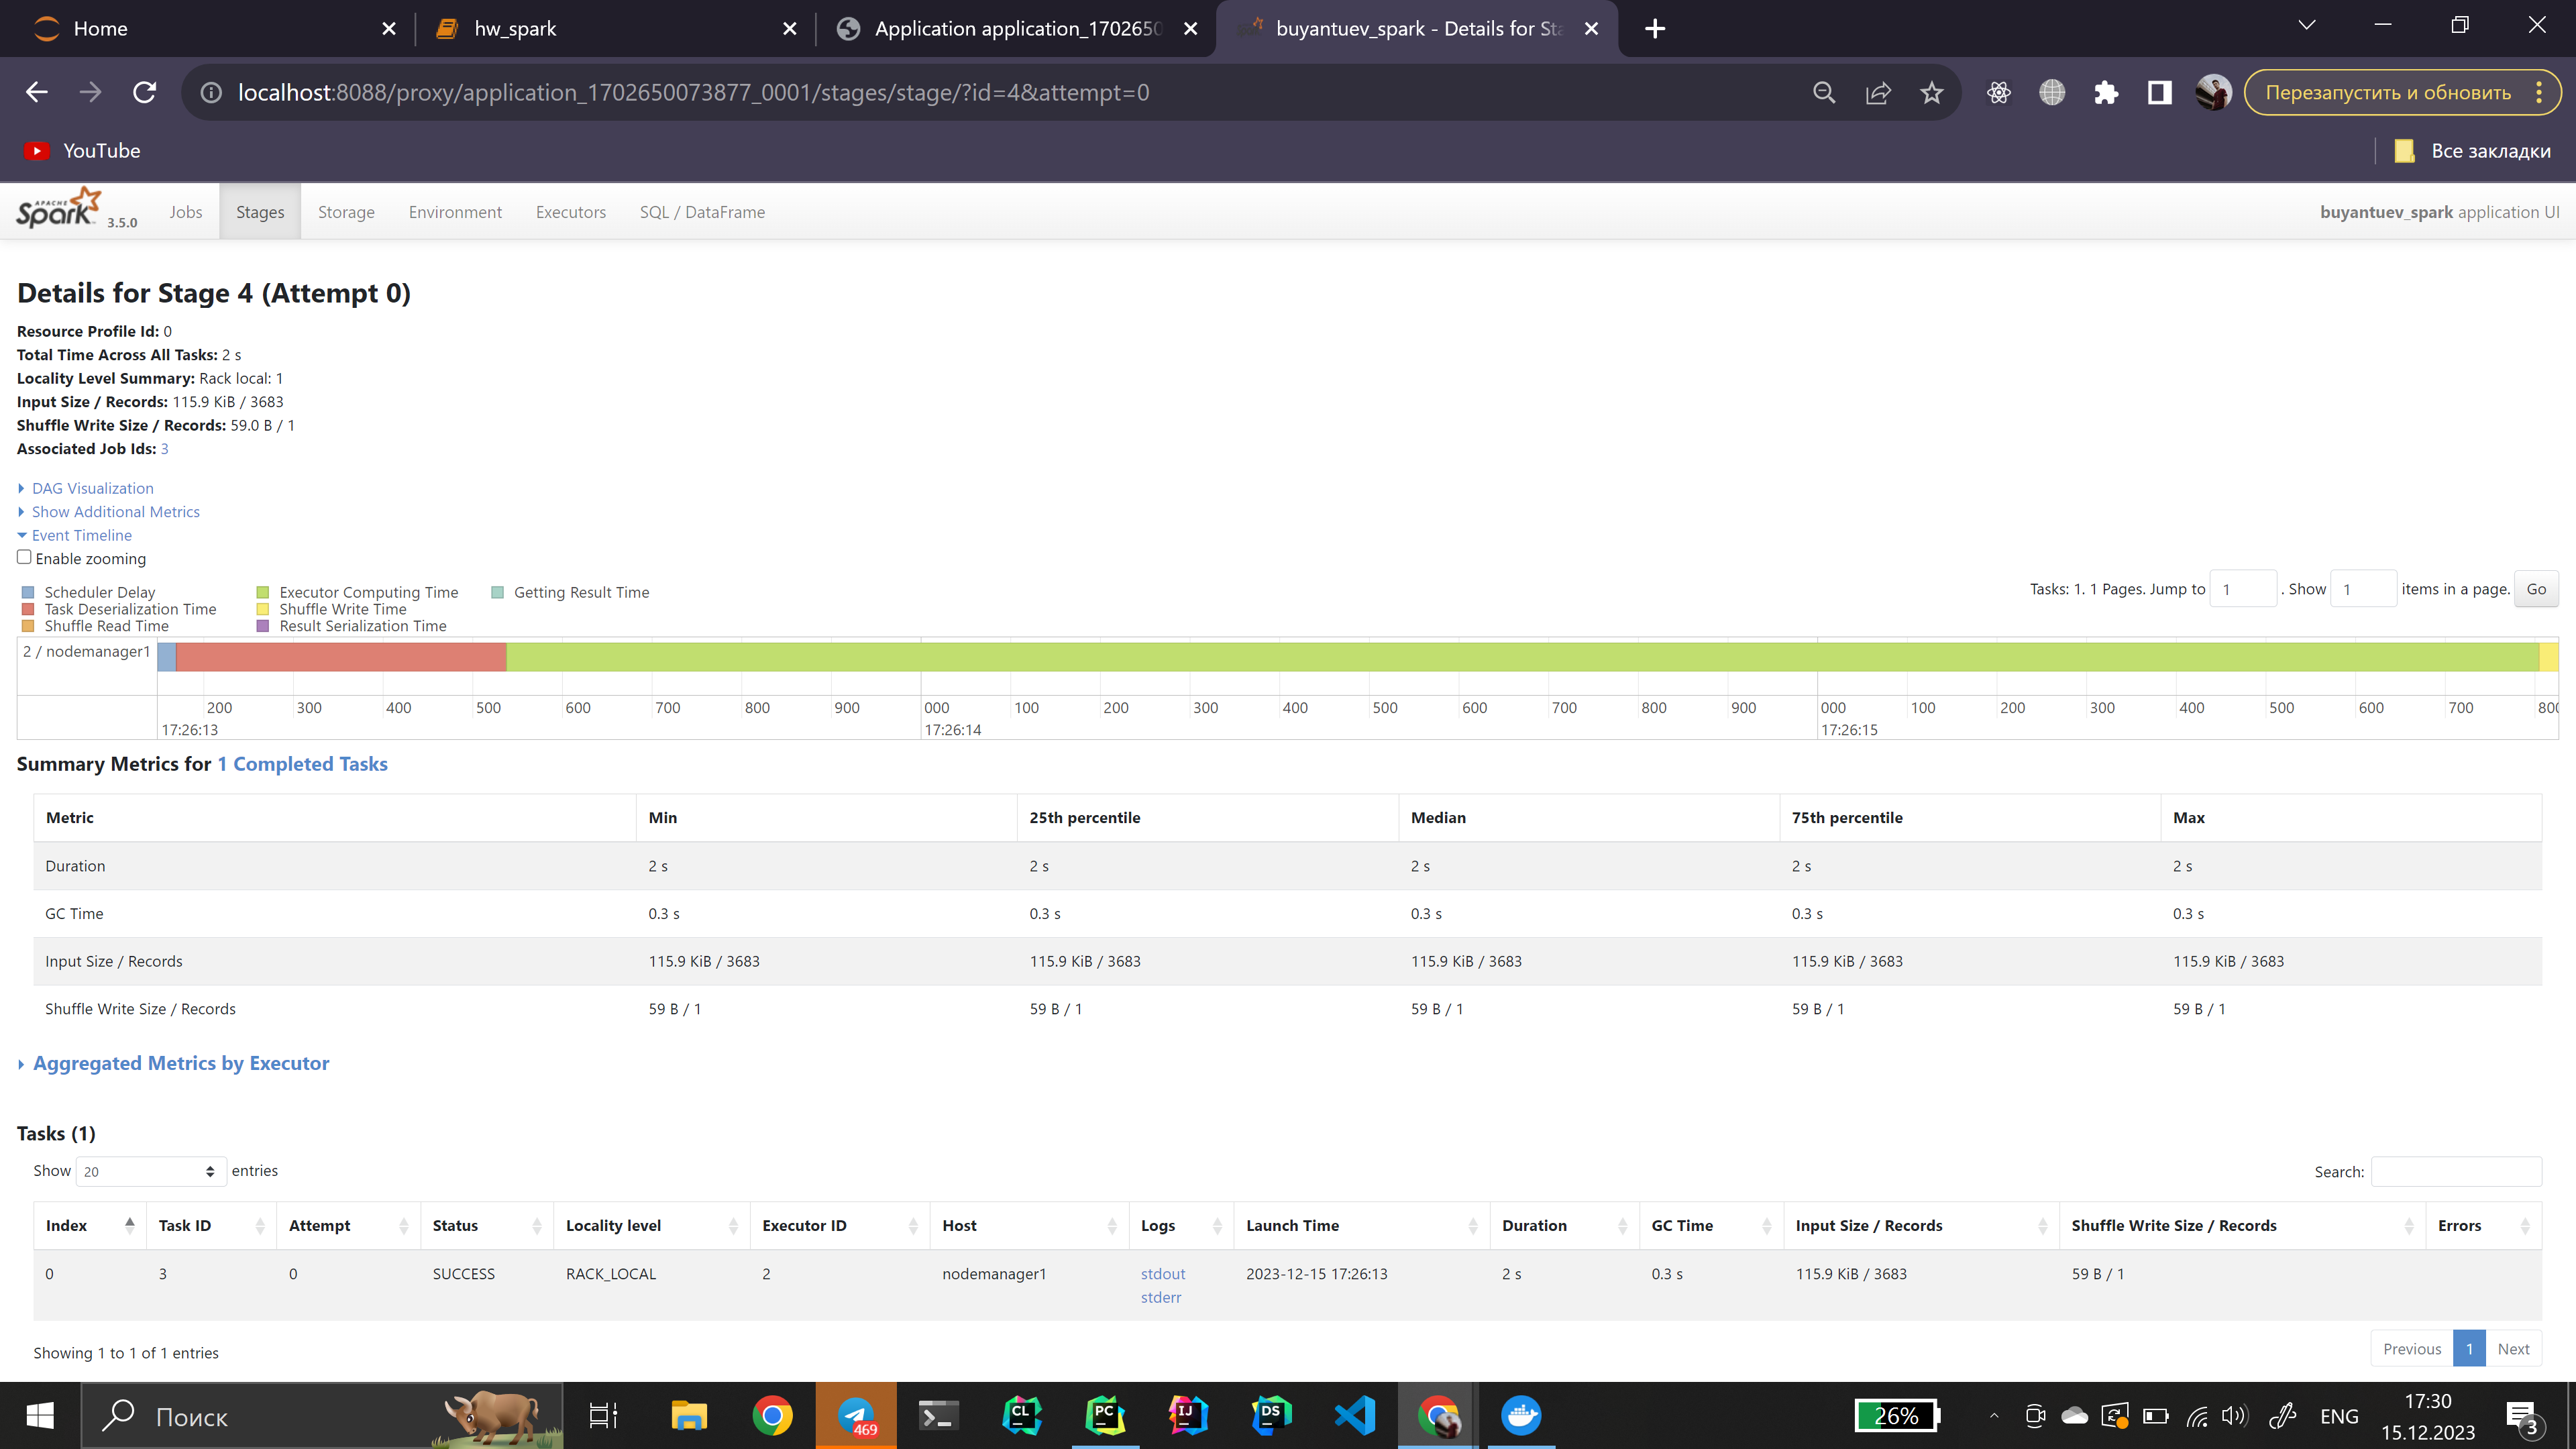 Home
hw_spark
Application application_1702650
buyantuev_spark - Details for Sta
localhost:8088/proxy/application_1702650073877_0001/stages/stage/?id=4&attempt=0
Перезапустить и обновить
YouTube
Все закладки
APACHE Spark 3.5.0
Jobs Stages Storage Environment Executors SQL / DataFrame
buyantuev_spark application UI
Details for Stage 4 (Attempt 0)
Resource Profile Id: 0
Total Time Across All Tasks: 2 s
Locality Level Summary: Rack local: 1
Input Size / Records: 115.9 KiB / 3683
Shuffle Write Size / Records: 59.0 B / 1
Associated Job Ids: 3
DAG Visualization
Show Additional Metrics
Event Timeline
Enable zooming
Scheduler Delay Executor Computing Time Getting Result Time
Task Deserialization Time Shuffle Write Time
Shuffle Read Time Result Serialization Time
Tasks: 1. 1 Pages. Jump to 1 . Show 1 items in a page. Go
2 / nodemanager1
200 300 400 500 600 700 800 900 000 100 200 300 400 500 600 700 800 900 000 100 200 300 400 500 600 700 800
17:26:13 17:26:14 17:26:15
Summary Metrics for 1 Completed Tasks
Metric Min 25th percentile Median 75th percentile Max
Duration 2 s 2 s 2 s 2 s 2 s
GC Time 0.3 s 0.3 s 0.3 s 0.3 s 0.3 s
Input Size / Records 115.9 KiB / 3683 115.9 KiB / 3683 115.9 KiB / 3683 115.9 KiB / 3683 115.9 KiB / 3683
Shuffle Write Size / Records 59 B / 1 59 B / 1 59 B / 1 59 B / 1 59 B / 1
Aggregated Metrics by Executor
Tasks (1)
Show 20 entries
Search:
Index Task ID Attempt Status Locality level Executor ID Host Logs Launch Time Duration GC Time Input Size / Records Shuffle Write Size / Records Errors
0 3 0 SUCCESS RACK_LOCAL 2 nodemanager1 stdout 2023-12-15 17:26:13 2 s 0.3 s 115.9 KiB / 3683 59 B / 1
stderr
Showing 1 to 1 of 1 entries
Previous 1 Next
Поиск
469
CL
PC
IJ
DS
26%
ENG
17:30
15.12.2023
3